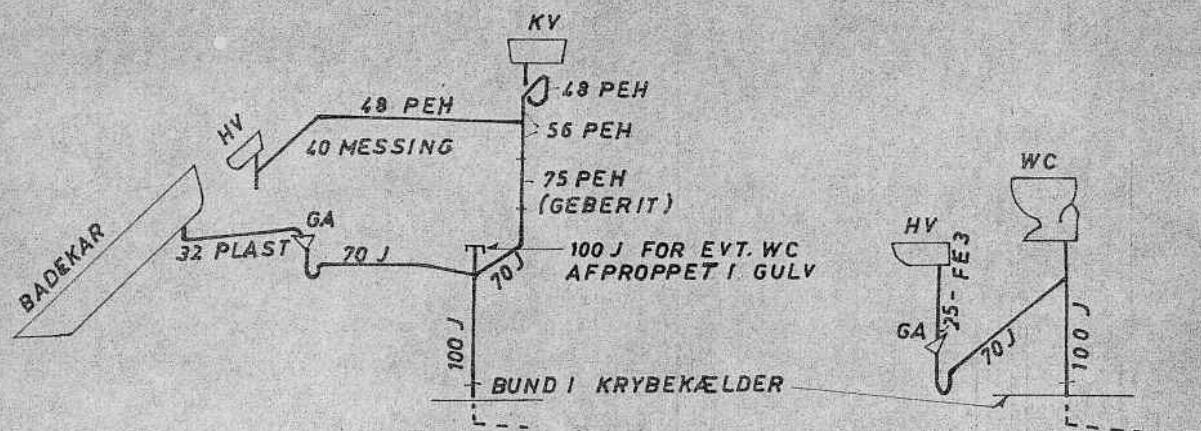 KV
48 PEH
48 PEH
HV
56 PEH
40 MESSING
WC
75 PEH
(GEBERIT)
BADEKAR
GA
HV
32 PLAST
70 J
70 J
100 J FOR EVT. WC
AFPROPPET I GULV
25 - FE3
GA
70 J
100 J
100 J
BUND I KRYBEKÆLDER